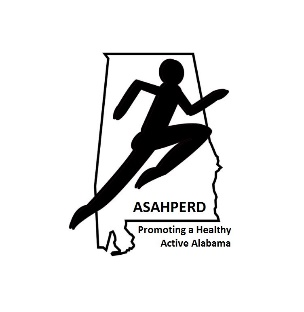 ASAHPERD
Promoting a Healthy
Active Alabama